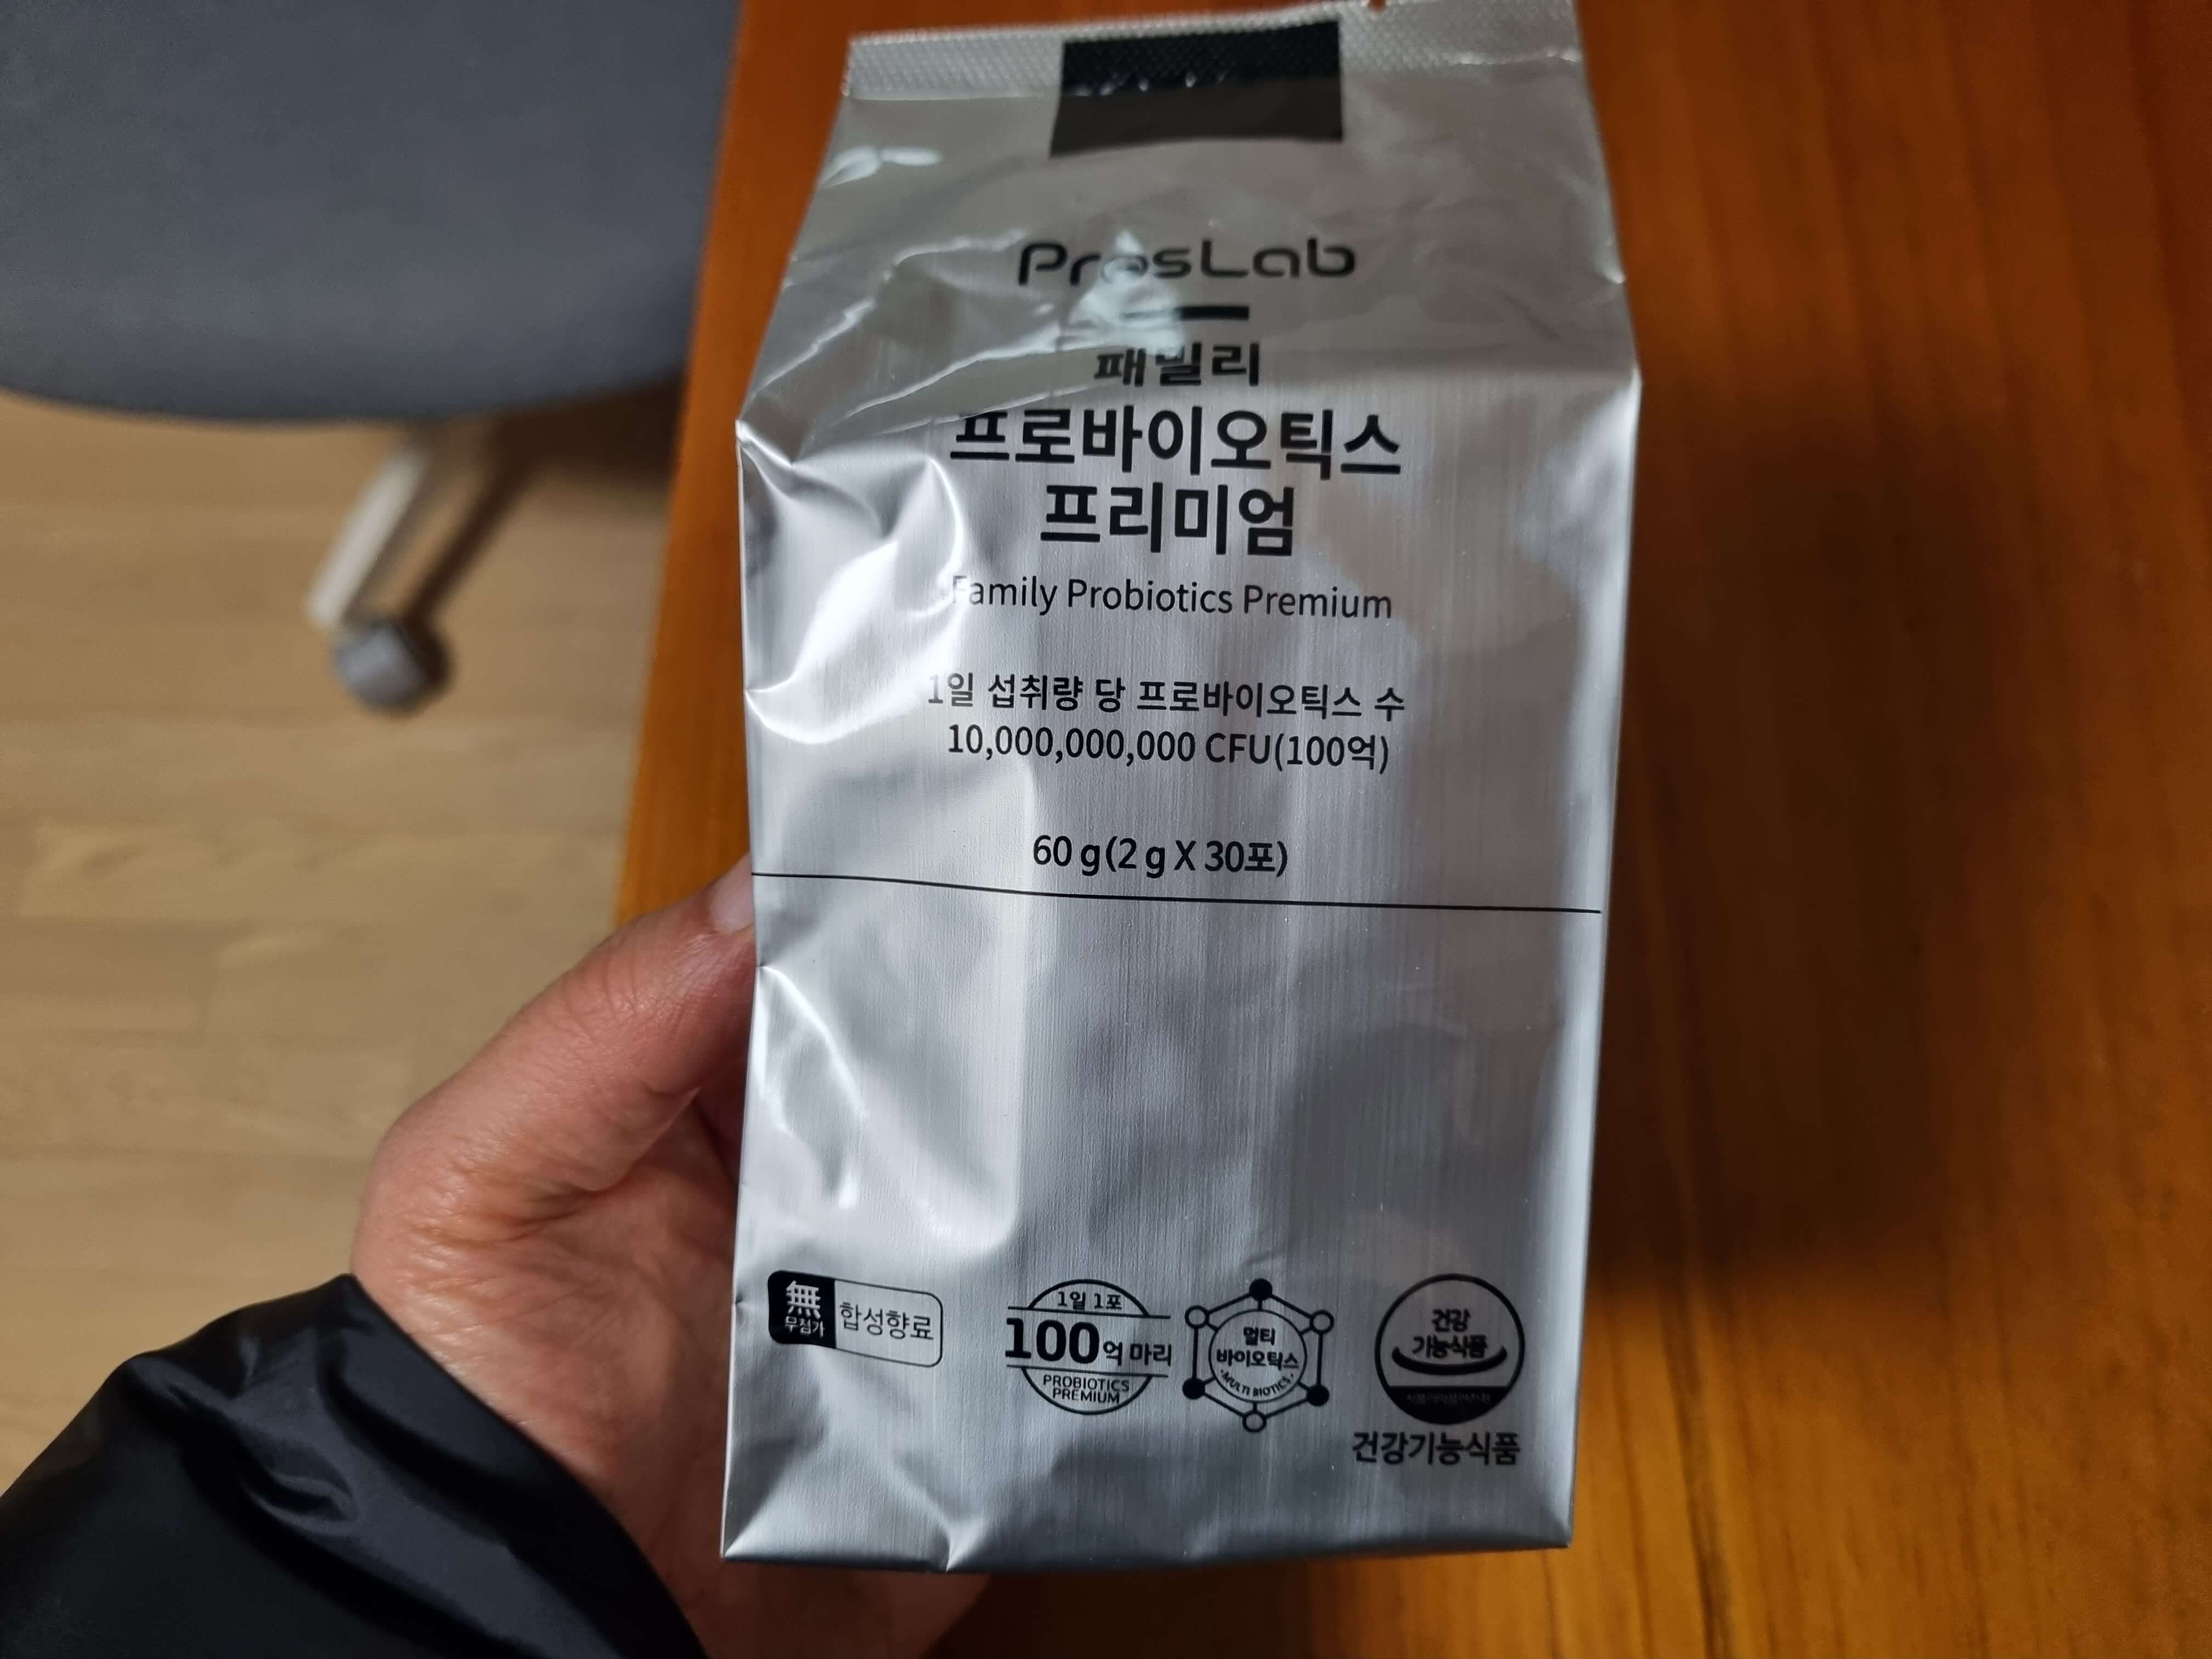 ProsLab
패밀리
프로바이오틱스
프리미엄
Family Probiotics Premium
1일 섭취량 당 프로바이오틱스 수
10,000,000,000 CFU(100억)
60 g(2 g X 30포)
無
무첨가
합성향료
1일 1포
100억 마리
PROBIOTICS
PREMIUM
멀티
바이오틱스
MULTI BIOTICS
건강
기능식품
건강기능식품